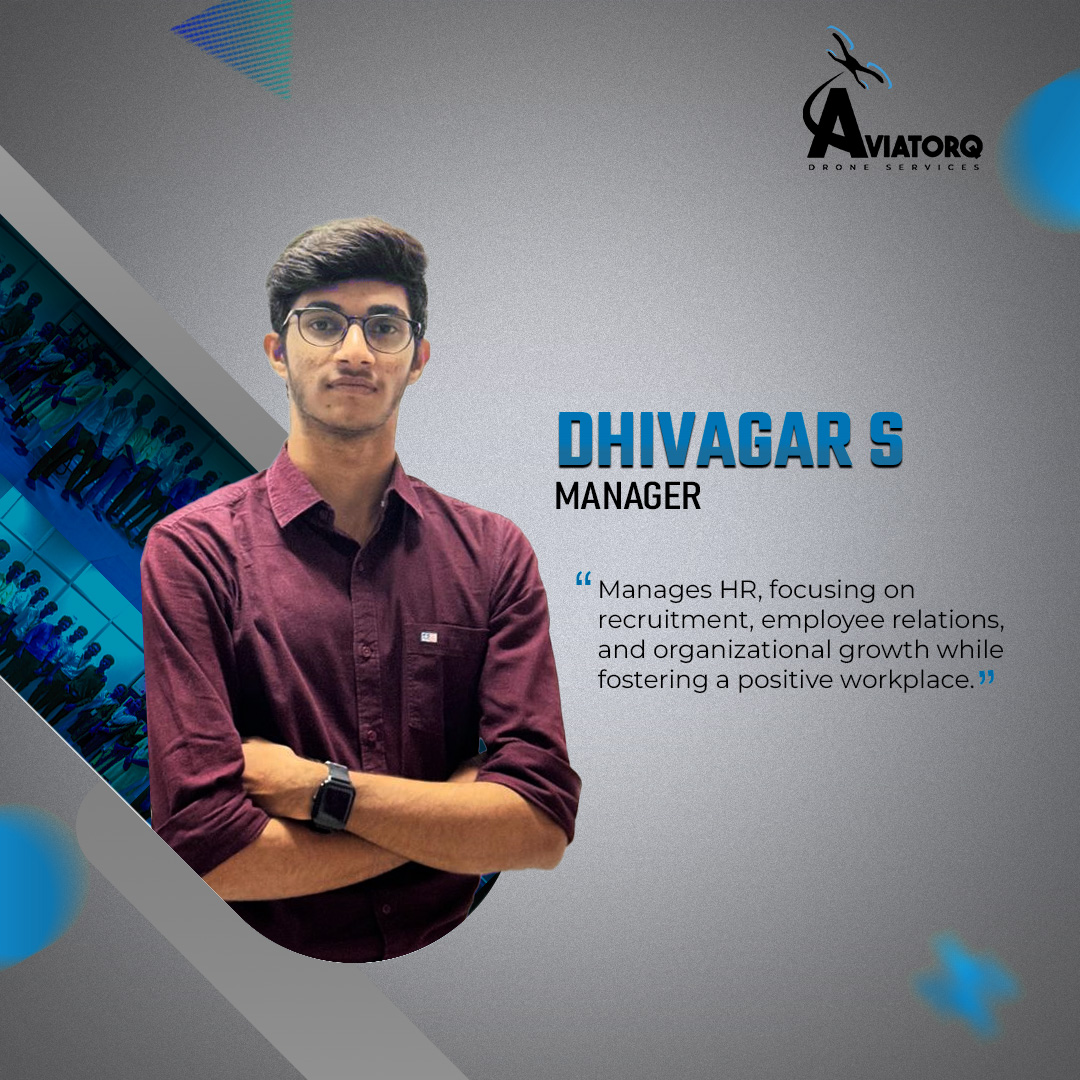 AVIATORQ
DRONE SERVICES
DHIVAGAR S
MANAGER
“Manages HR, focusing on
recruitment, employee relations,
and organizational growth while
fostering a positive workplace.”